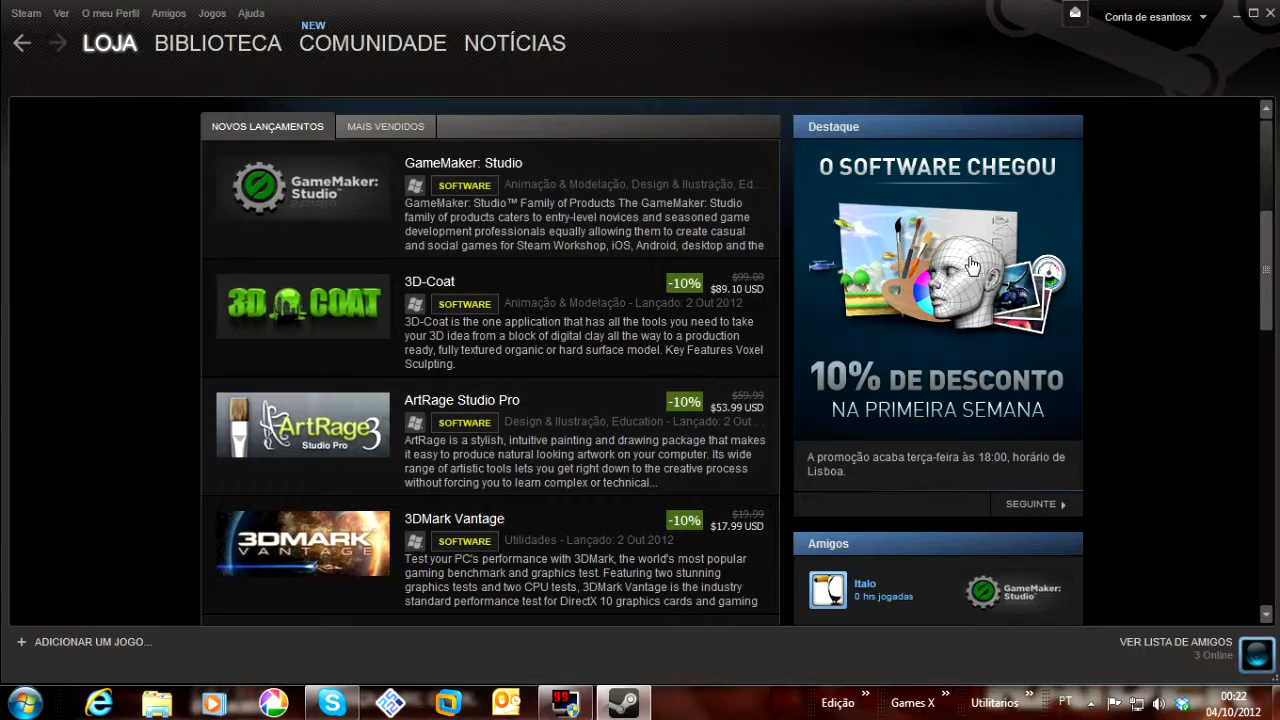 Steam Ver O meu Perfil Amigos Jogos Ajuda
Conta de esantosx
NEW
LOJA BIBLIOTECA COMUNIDADE NOTÍCIAS
NOVOS LANÇAMENTOS MAIS VENDIDOS
GameMaker: Studio™
GameMaker: Studio
SOFTWARE Animação & Modelação, Design & Ilustração, Ed...
GameMaker: Studio™ Family of Products The GameMaker: Studio
family of products caters to entry-level novices and seasoned game
development professionals equally allowing them to create casual
and social games for Steam Workshop, iOS, Android, desktop and the
3D COAT
3D-Coat
-10% $99.00
$89.10 USD
SOFTWARE Animação & Modelação - Lançado: 2 Out 2012
3D-Coat is the one application that has all the tools you need to take
your 3D idea from a block of digital clay all the way to a production
ready, fully textured organic or hard surface model. Key Features Voxel
Sculpting.
ArtRage 3
Studio Pro
ArtRage Studio Pro
-10% $59.99
$53.99 USD
SOFTWARE Design & Ilustração, Education - Lançado: 2 Out ...
ArtRage is a stylish, intuitive painting and drawing package that makes
it easy to produce natural looking artwork on your computer. Its wide
range of artistic tools lets you get right down to the creative process
without forcing you to learn complex or technical...
3DMARK
VANTAGE
3DMark Vantage
-10% $19.99
$17.99 USD
SOFTWARE Utilidades - Lançado: 2 Out 2012
Test your PC's performance with 3DMark, the world's most popular
gaming benchmark and graphics test. Featuring two stunning
graphics tests and two CPU tests, 3DMark Vantage is the industry
standard performance test for DirectX 10 graphics cards and gaming
Destaque
O SOFTWARE CHEGOU
10% DE DESCONTO
NA PRIMEIRA SEMANA
A promoção acaba terça-feira às 18:00, horário de
Lisboa.
SEGUINTE
Amigos
Italo
0 hrs jogadas
GameMaker:
Studio™
+ ADICIONAR UM JOGO...
VER LISTA DE AMIGOS
3 Online
99
Edição » Games X » Utilitarios » PT
00:22
04/10/2012